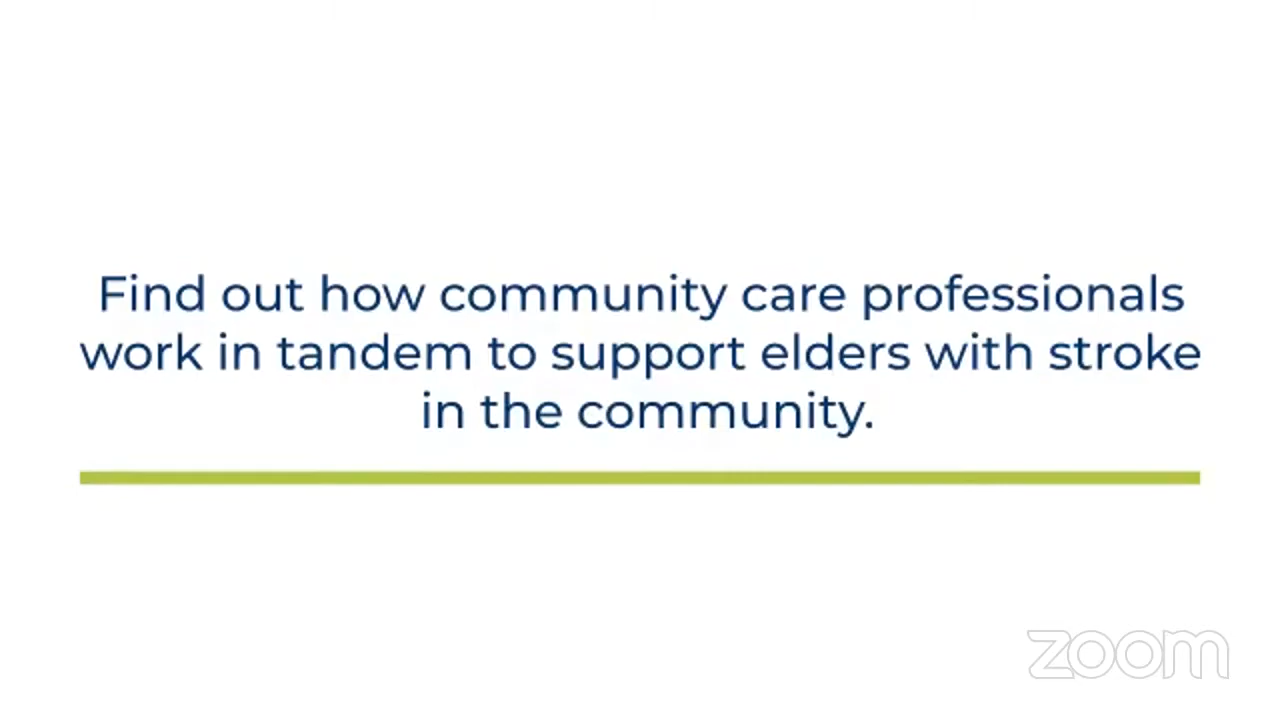 Find out how community care professionals
work in tandem to support elders with stroke
in the community.
zoom